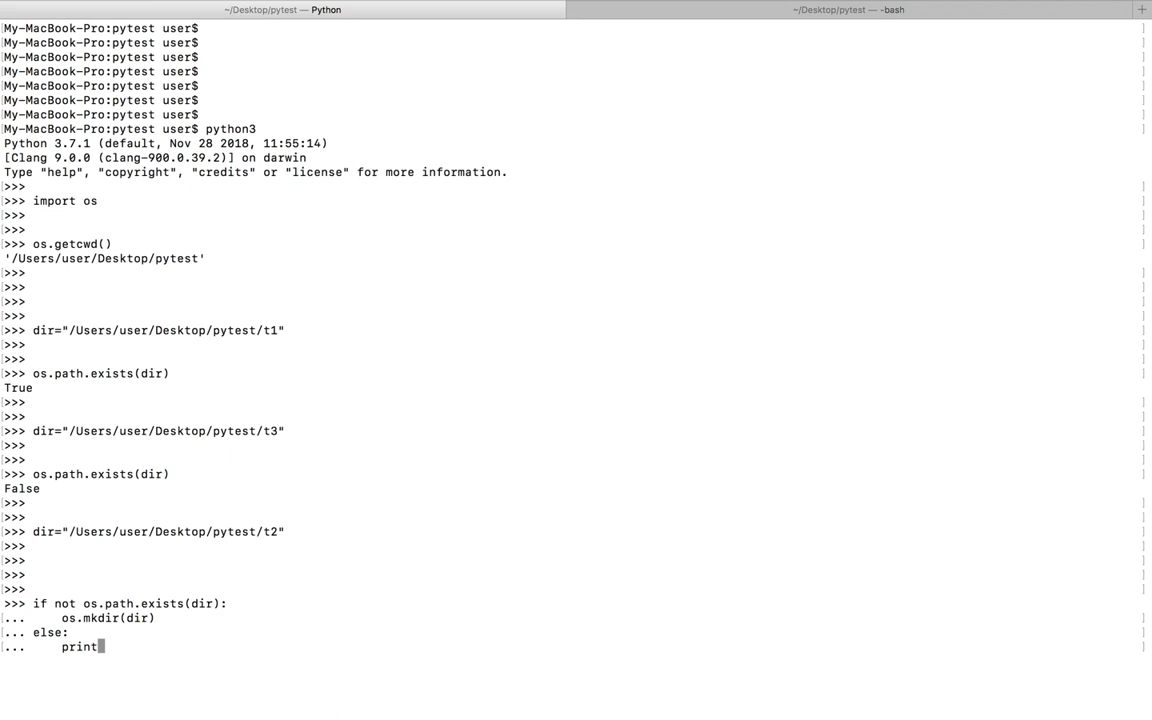 ~/Desktop/pytest — Python
~/Desktop/pytest — -bash
+
My-MacBook-Pro:pytest user$
My-MacBook-Pro:pytest user$
My-MacBook-Pro:pytest user$
My-MacBook-Pro:pytest user$
My-MacBook-Pro:pytest user$
My-MacBook-Pro:pytest user$
My-MacBook-Pro:pytest user$
My-MacBook-Pro:pytest user$ python3
Python 3.7.1 (default, Nov 28 2018, 11:55:14)
[Clang 9.0.0 (clang-900.0.39.2)] on darwin
Type "help", "copyright", "credits" or "license" for more information.
>>>
>>> import os
>>>
>>>
>>> os.getcwd()
'/Users/user/Desktop/pytest'
>>>
>>>
>>>
>>>
>>> dir="/Users/user/Desktop/pytest/t1"
>>>
>>>
>>> os.path.exists(dir)
True
>>>
>>>
>>> dir="/Users/user/Desktop/pytest/t3"
>>>
>>>
>>> os.path.exists(dir)
False
>>>
>>>
>>> dir="/Users/user/Desktop/pytest/t2"
>>>
>>>
>>>
>>>
>>> if not os.path.exists(dir):
...     os.mkdir(dir)
... else:
...     print